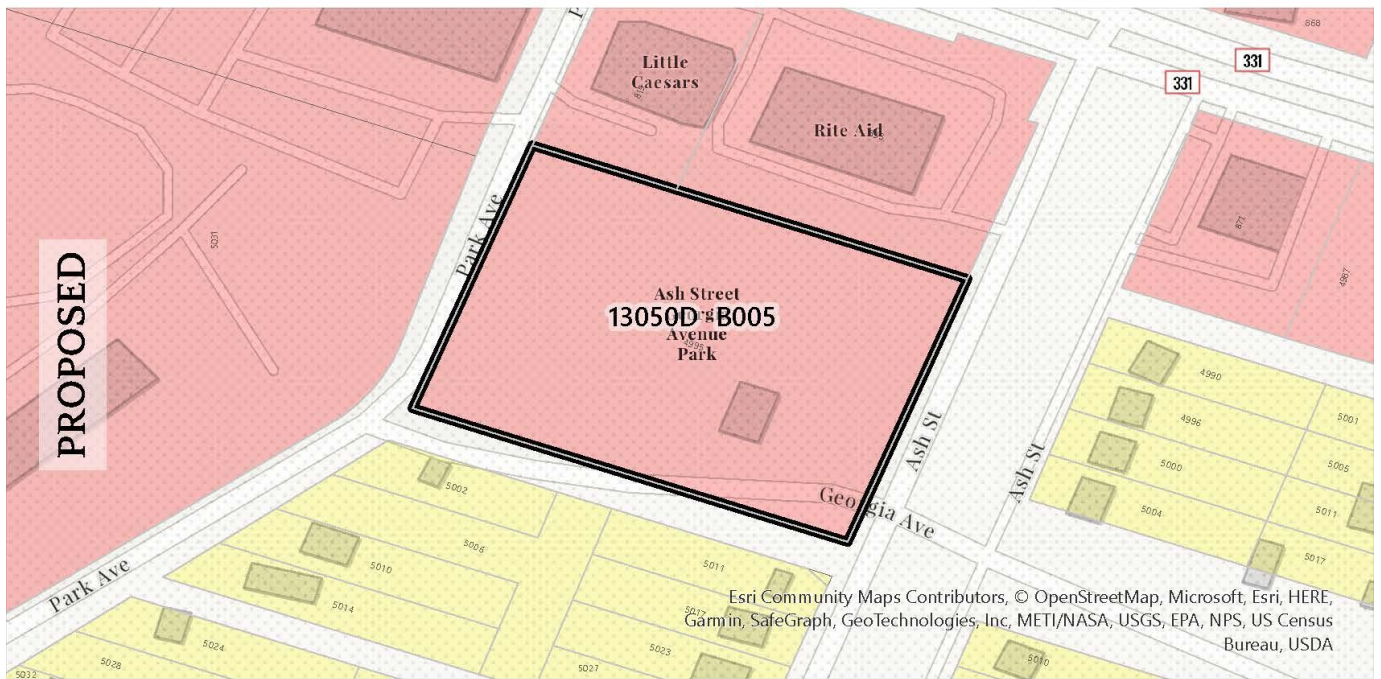 868
331
331
Little
Caesars
Rite Aid
Park Ave
877
5031
4987
PROPOSED
Ash Street
Avenue
Park
13050D B005
4995
4990
4996
5001
5000
5005
5004
5011
5017
Ash St
Ash St
Georgia Ave
5002
5006
5010
5014
5011
5017
5023
5027
Park Ave
5024
5028
5032
5010
Esri Community Maps Contributors, © OpenStreetMap, Microsoft, Esri, HERE,
Garmin, SafeGraph, GeoTechnologies, Inc, METI/NASA, USGS, EPA, NPS, US Census
Bureau, USDA